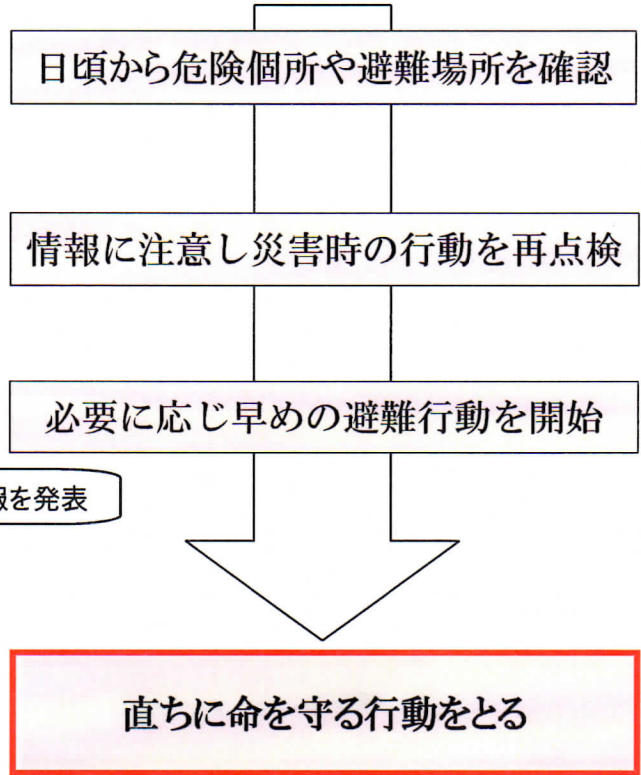 日頃から危険個所や避難場所を確認
情報に注意し災害時の行動を再点検
必要に応じ早めの避難行動を開始
報を発表
直ちに命を守る行動をとる